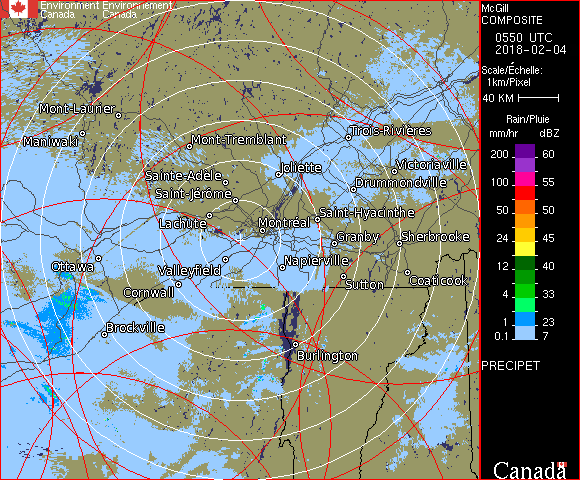 Environment Environnement
Canada Canada
McGill
COMPOSITE
0550 UTC
2018-02-04
Scale/Échelle:
1km/Pixel
40 KM
Rain/Pluie
mm/hr dBZ
200 60
100 55
50 50
24 45
12 40
4 33
1 23
0.1 7
PRECIPET
Canada
Mont-Laurier
Maniwaki
Mont-Tremblant
Trois-Rivières
Joliette
Victoriaville
Sainte-Adèle
Drummondville
Saint-Jérôme
Saint-Hyacinthe
Lachute
Montréal
Granby
Sherbrooke
Ottawa
Valleyfield
Napierville
Cornwall
Sutton
Coaticook
Brockville
Burlington